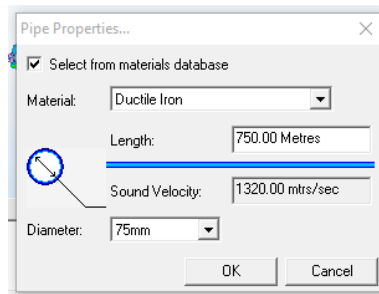 Pipe Properties...
Select from materials database
Material: Ductile Iron
Length: 750.00 Metres
Sound Velocity: 1320.00 mtrs/sec
Diameter: 75mm
OK Cancel